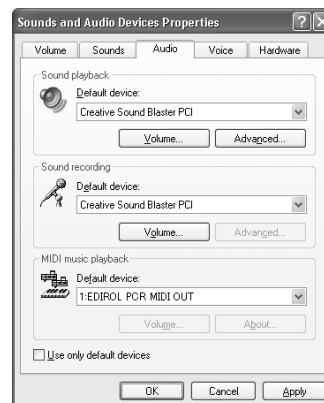 Sounds and Audio Devices Properties
Volume Sounds Audio Voice Hardware
Sound playback
Default device:
Creative Sound Blaster PCI
Volume... Advanced...
Sound recording
Default device:
Creative Sound Blaster PCI
Volume... Advanced...
MIDI music playback
Default device:
1:EDIROL PCR MIDI OUT
Volume... About...
Use only default devices
OK Cancel Apply